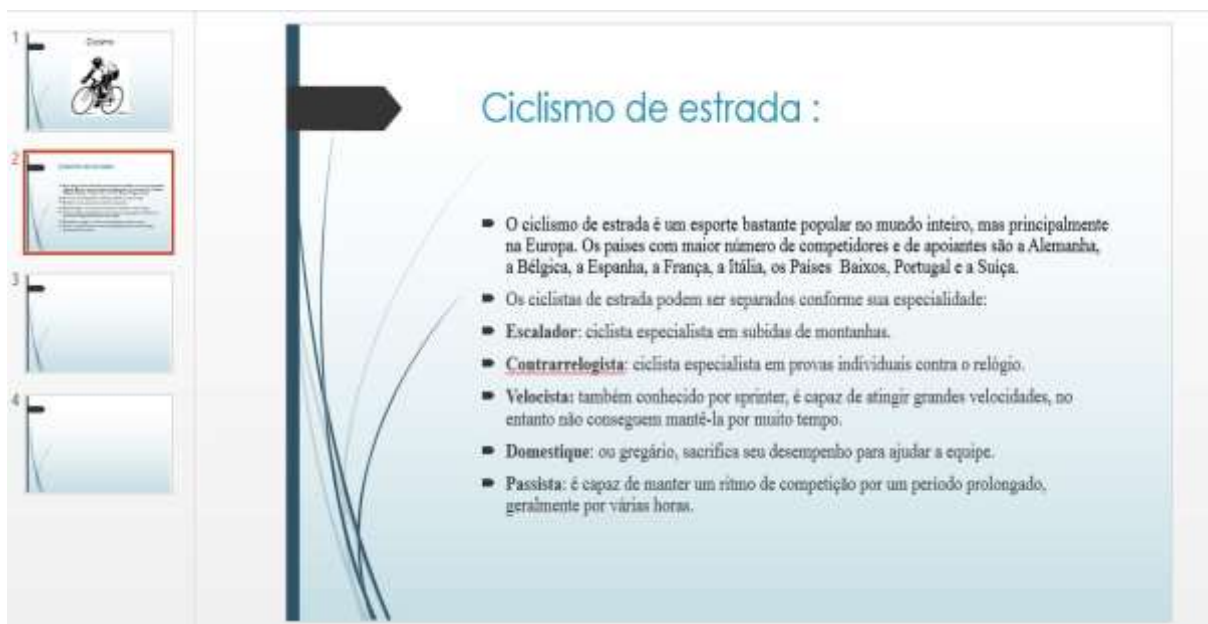 1
Ciclismo
2
3
4
Ciclismo de estrada :
O ciclismo de estrada é um esporte bastante popular no mundo inteiro, mas principalmente
na Europa. Os países com maior número de competidores e de apoiantes são a Alemanha,
a Bélgica, a Espanha, a França, a Itália, os Países Baixos, Portugal e a Suíça.
Os ciclistas de estrada podem ser separados conforme sua especialidade:
Escalador: ciclista especialista em subidas de montanhas.
Contrarrelogista: ciclista especialista em provas individuais contra o relógio.
Velocista: também conhecido por sprinter, é capaz de atingir grandes velocidades, no
entanto não conseguem mantê-la por muito tempo.
Domestique: ou gregário, sacrifica seu desempenho para ajudar a equipe.
Passista: é capaz de manter um ritmo de competição por um período prolongado,
geralmente por várias horas.